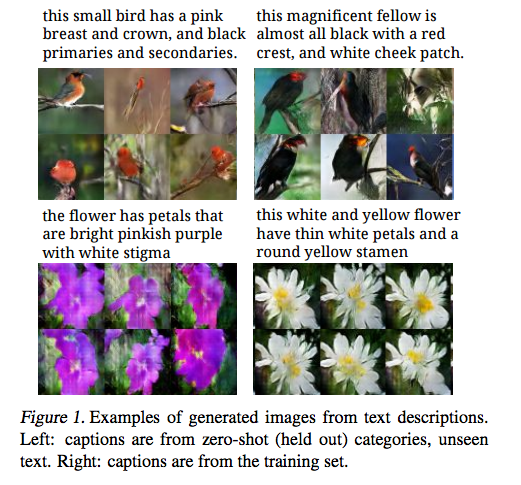 this small bird has a pink
breast and crown, and black
primaries and secondaries.
this magnificent fellow is
almost all black with a red
crest, and white cheek patch.
the flower has petals that
are bright pinkish purple
with white stigma
this white and yellow flower
have thin white petals and a
round yellow stamen
Figure 1. Examples of generated images from text descriptions.
Left: captions are from zero-shot (held out) categories, unseen
text. Right: captions are from the training set.